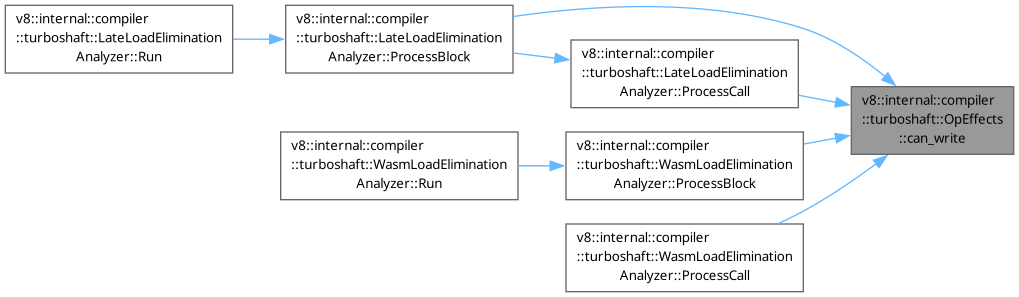 v8::internal::compiler
::turboshaft::LateLoadElimination
Analyzer::Run
v8::internal::compiler
::turboshaft::LateLoadElimination
Analyzer::ProcessBlock
v8::internal::compiler
::turboshaft::LateLoadElimination
Analyzer::ProcessCall
v8::internal::compiler
::turboshaft::OpEffects
::can_write
v8::internal::compiler
::turboshaft::WasmLoadElimination
Analyzer::Run
v8::internal::compiler
::turboshaft::WasmLoadElimination
Analyzer::ProcessBlock
v8::internal::compiler
::turboshaft::WasmLoadElimination
Analyzer::ProcessCall